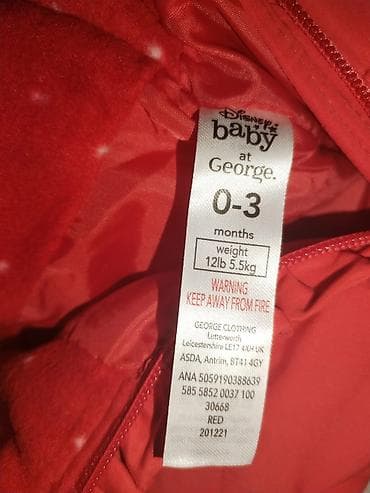 Disney
baby
at
George.
0-3
months
weight
12lb 5.5kg
WARNING
KEEP AWAY FROM FIRE
GEORGE CLOTHING
Lutterworth
Leicestershire LE17 4XH UK
ASDA, Antrim, BT41 4GY
ANA 5059190388639
585 5852 0037 100
30668
RED
201221